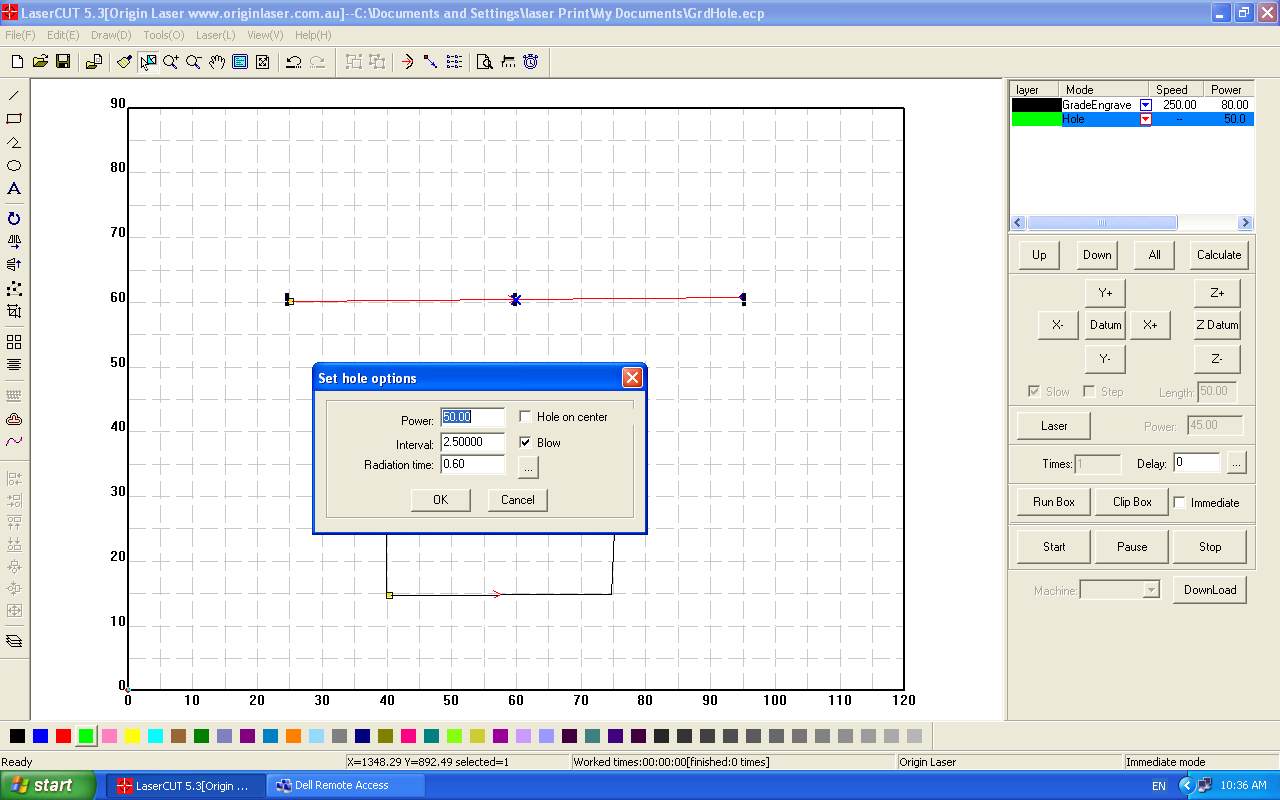 LaserCUT 5.3[Origin Laser www.originlaser.com.au]--C:\Documents and Settings\laser Print\My Documents\GrdHole.ecp
File(F) Edit(E) Draw(D) Tools(O) Laser(L) View(V) Help(H)
layer Mode Speed Power
GradeEngrave 250.00 80.00
Hole -- 50.0
90
80
70
60
50
40
30
20
10
0
0 10 20 30 40 50 60 70 80 90 100 110 120
Set hole options
Power: 50.00 Hole on center
Interval: 2.50000 Blow
Radiation time: 0.60 ...
OK Cancel
Up Down All Calculate
Y+ Z+
X- Datum X+ Z Datum
Y- Z-
Slow Step Length: 50.00
Laser Power: 45.00
Times: 1 Delay: 0 ...
Run Box Clip Box Immediate
Start Pause Stop
Machine: DownLoad
Ready X=1348.29 Y=892.49 selected=1 Worked times:00:00:00[finished:0 times] Origin Laser Immediate mode
start LaserCUT 5.3[Origin ... Dell Remote Access EN 10:36 AM